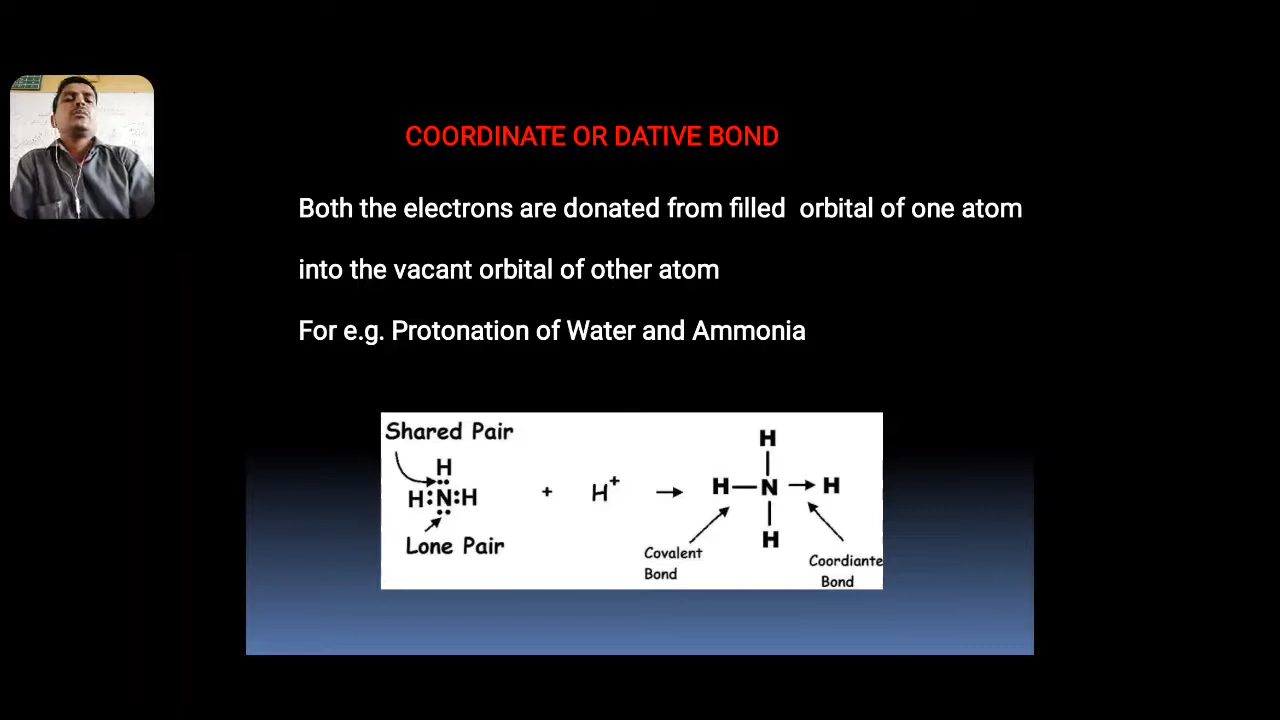 COORDINATE OR DATIVE BOND
Both the electrons are donated from filled orbital of one atom
into the vacant orbital of other atom
For e.g. Protonation of Water and Ammonia
Shared Pair
H
H:N:H
Lone Pair
+ H+ →
H
H—N→H
H
Covalent
Bond
Coordiante
Bond